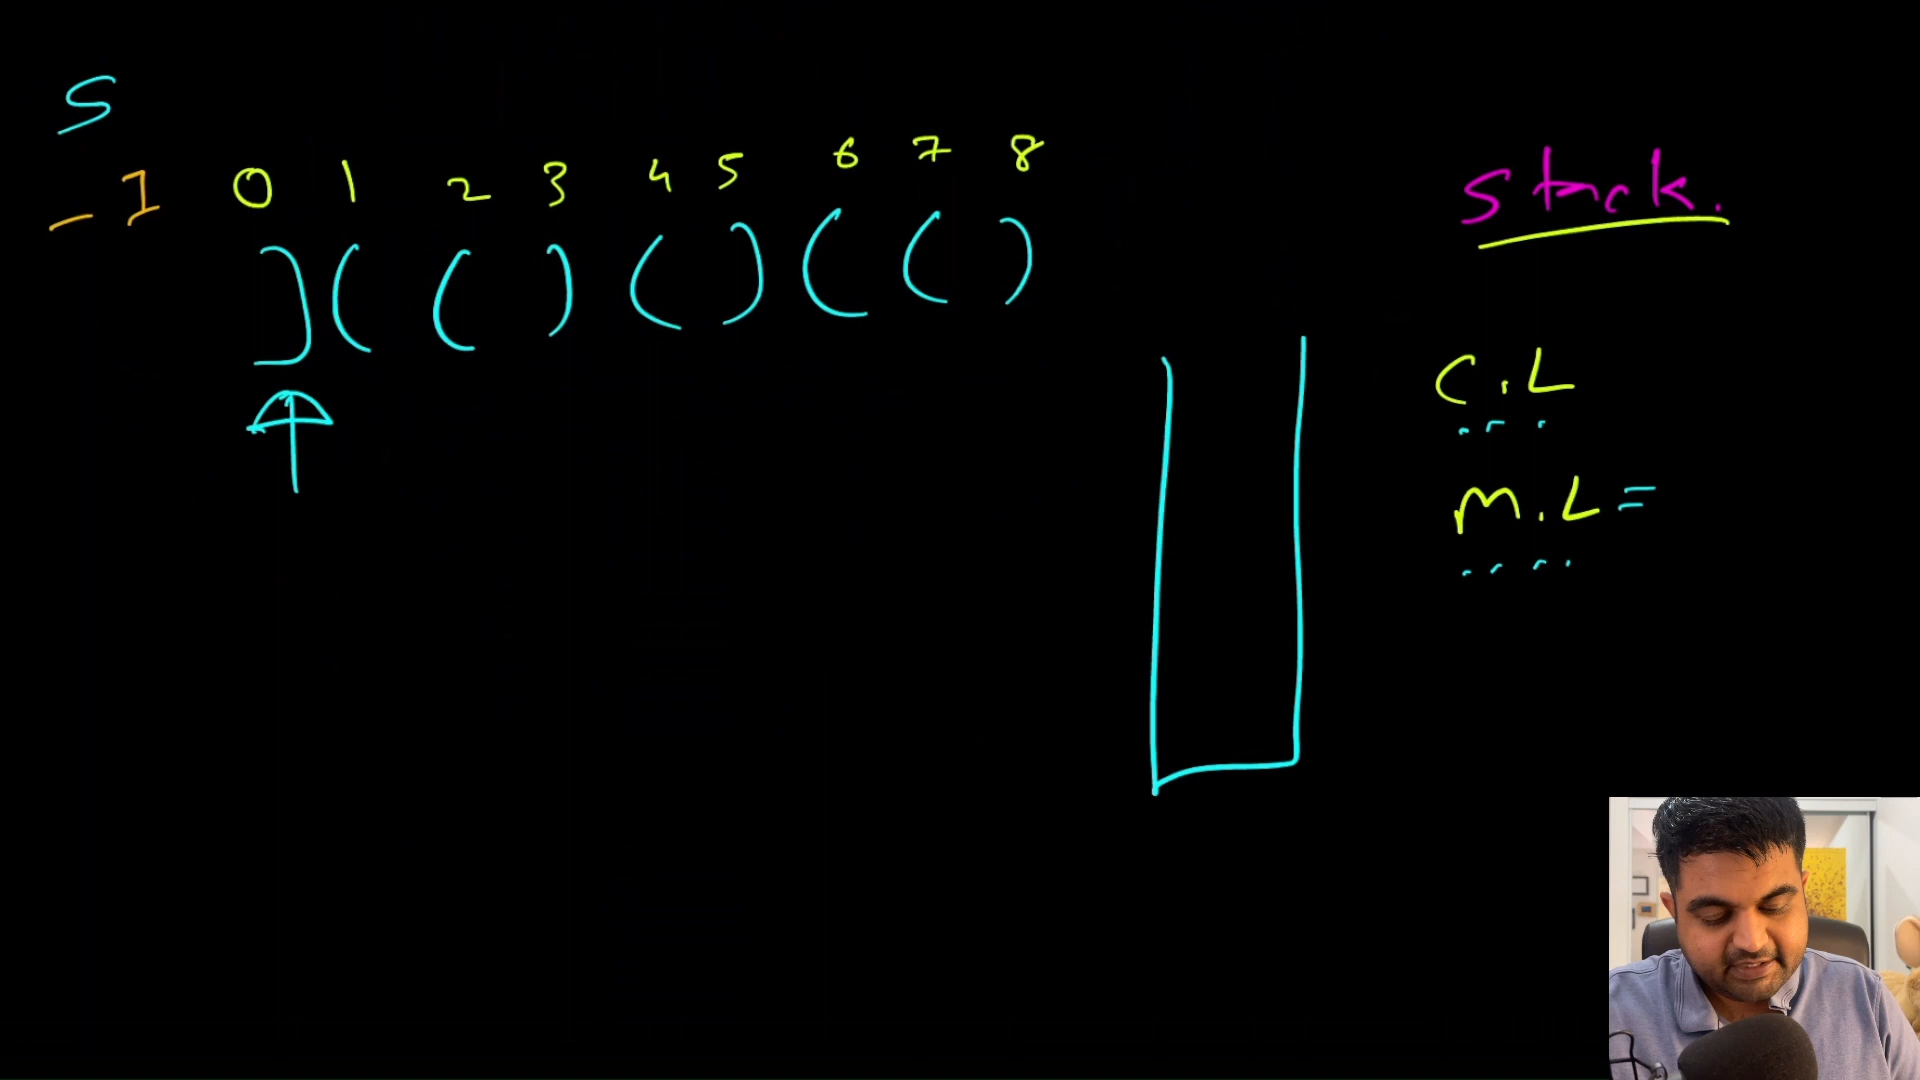 S
-1 0 1 2 3 4 5 6 7 8
) ( ( ) ( ) ( ( )
stack.
C.L
M.L =